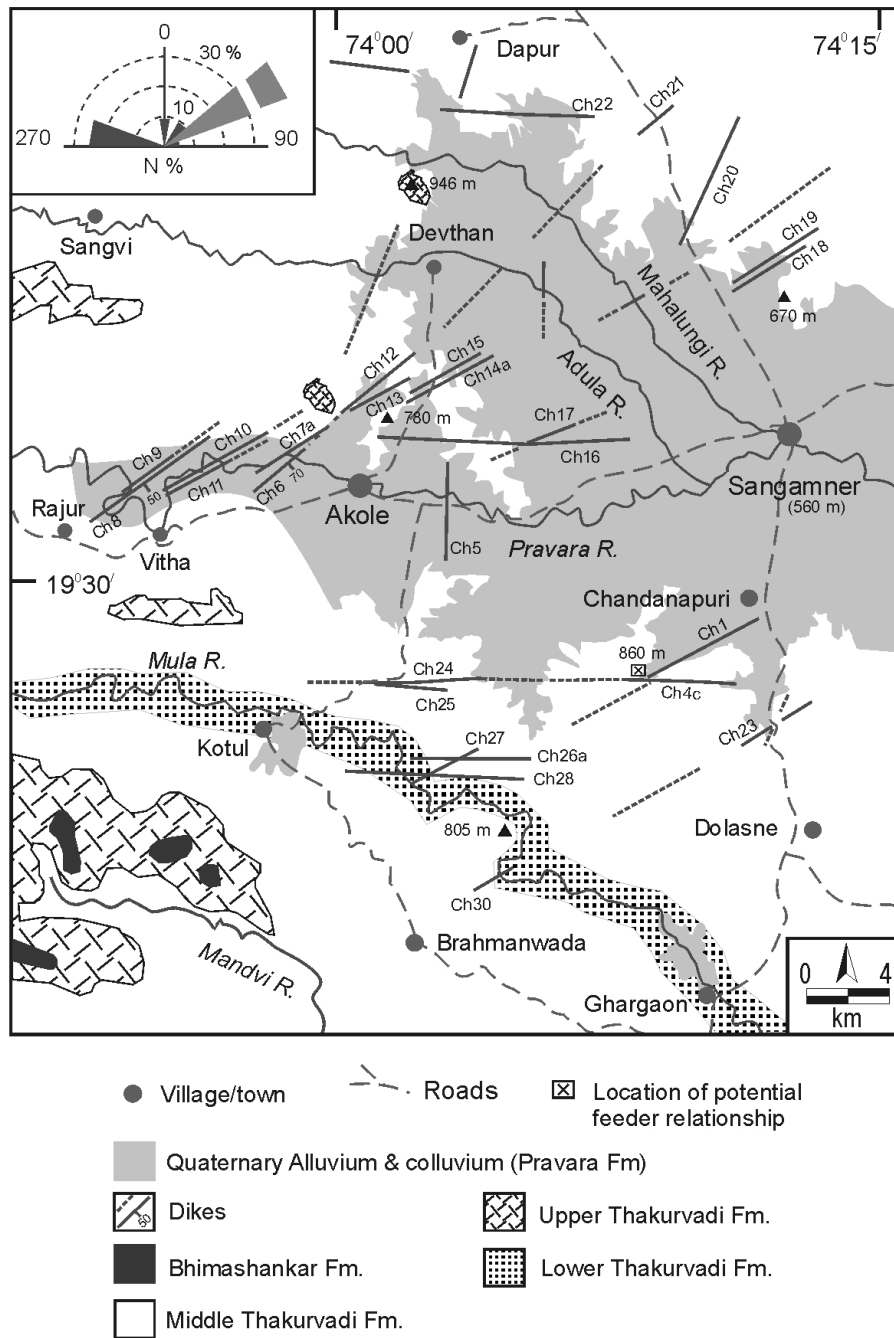 0
30 %
10
270
90
N %
74⁰00′
74⁰15′
Dapur
Ch22
Ch21
Ch20
946 m
Sangvi
Devthan
Ch19
Ch18
Mahalungi R.
670 m
Ch12
Ch15
Ch14a
Adula R.
Ch13
780 m
Ch10
Ch7a
Ch17
Ch9
Ch16
Ch11
Ch6
70
50
Ch8
Rajur
Akole
Sangamner
(560 m)
Vitha
Ch5
Pravara R.
19⁰30′
Chandanapuri
Ch1
860 m
Mula R.
Ch24
Ch4c
Ch25
Ch23
Kotul
Ch27
Ch26a
Ch28
805 m
Dolasne
Ch30
Brahmanwada
Mandvi R.
0 4
km
Ghargaon
Village/town
Roads
Location of potential
feeder relationship
Quaternary Alluvium & colluvium (Pravara Fm)
50
Dikes
Upper Thakurvadi Fm.
Bhimashankar Fm.
Lower Thakurvadi Fm.
Middle Thakurvadi Fm.